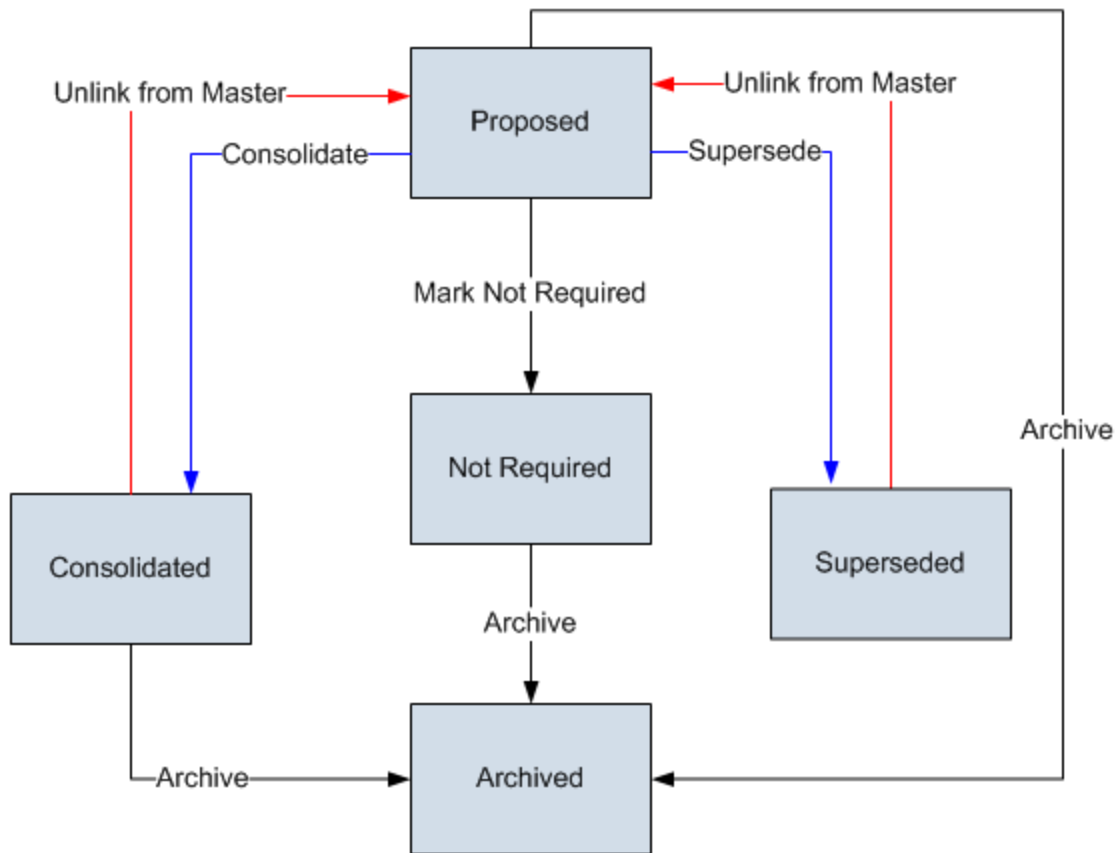 Unlink from Master
Unlink from Master
Proposed
Consolidate
Supersede
Mark Not Required
Archive
Not Required
Superseded
Consolidated
Archive
Archive
Archived